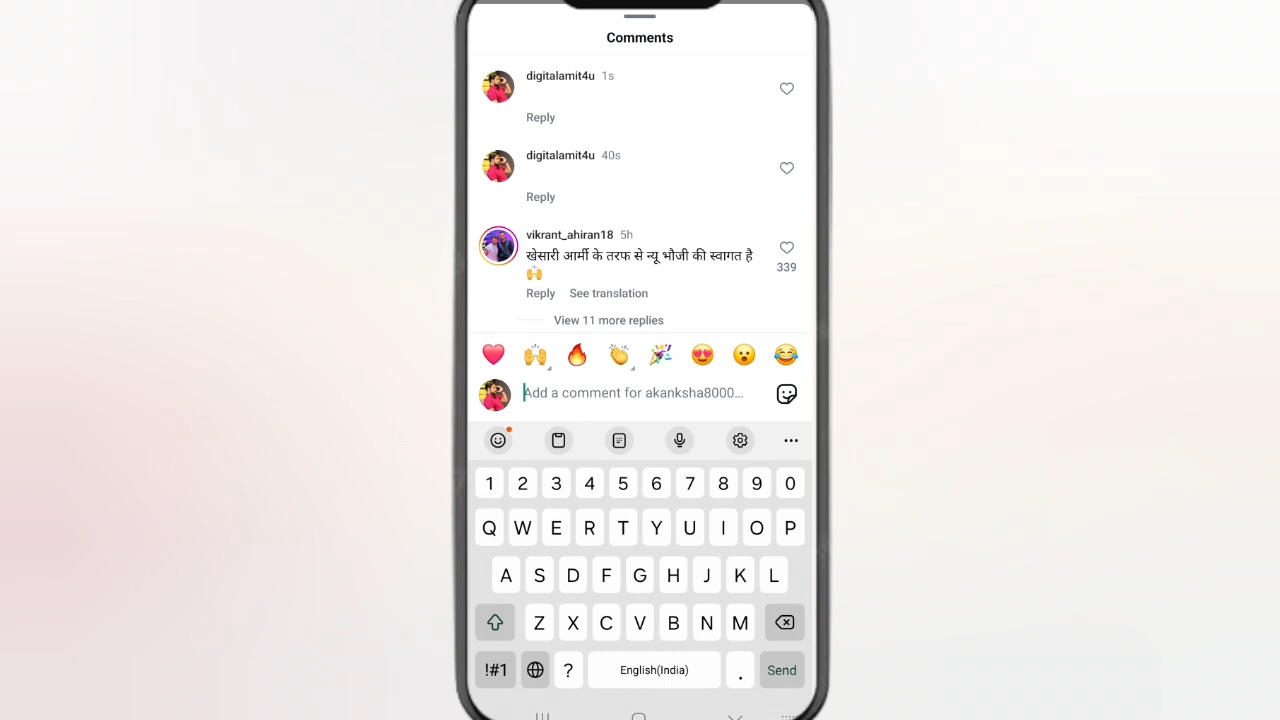 Comments
digitalamit4u 1s
Reply
digitalamit4u 40s
Reply
vikrant_ahiran18 5h
खेसारी आर्मी के तरफ से न्यू भौजी की स्वागत है
🙌
339
Reply See translation
View 11 more replies
❤️ 🙌 🔥 👏 🎉 😍 😮 😂
Add a comment for akanksha8000...
1 2 3 4 5 6 7 8 9 0
Q W E R T Y U I O P
A S D F G H J K L
Z X C V B N M
!#1 ? English(India) . Send